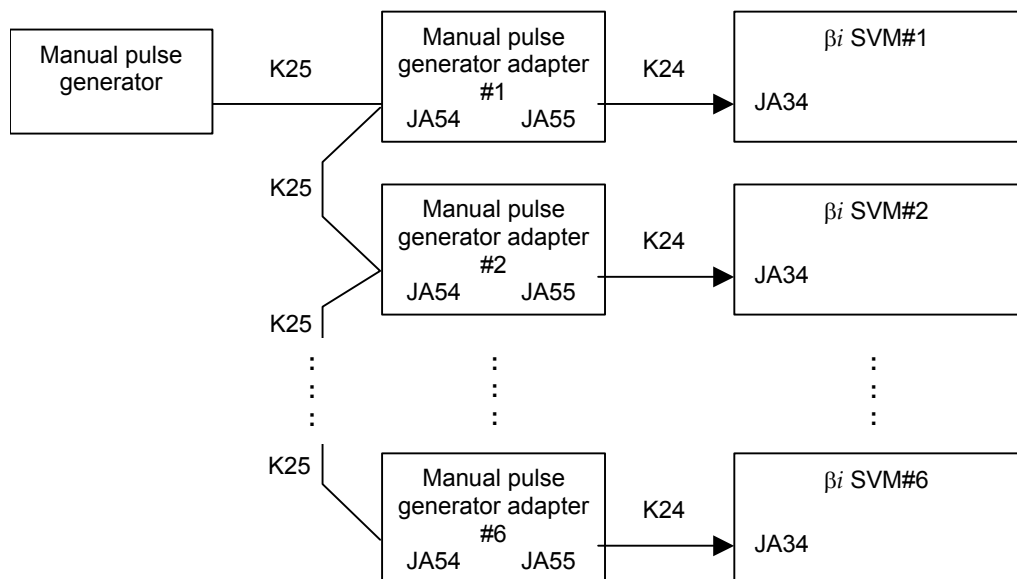 Manual pulse
generator
K25
Manual pulse
generator adapter
#1
JA54 JA55
K24
βi SVM#1
JA34
K25
Manual pulse
generator adapter
#2
JA54 JA55
K24
βi SVM#2
JA34
K25
K25
Manual pulse
generator adapter
#6
JA54 JA55
K24
βi SVM#6
JA34